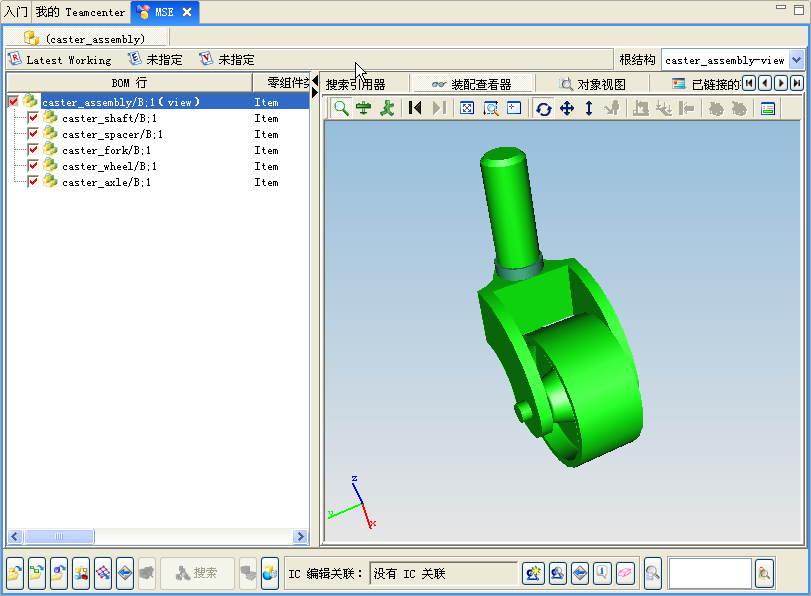 入门 我的 Teamcenter MSE
(caster_assembly)
Latest Working 未指定 未指定 根结构 caster_assembly-view
BOM 行 零组件类 搜索引用器 装配查看器 对象视图 已链接的
caster_assembly/B;1 (view) Item
caster_shaft/B;1 Item
caster_spacer/B;1 Item
caster_fork/B;1 Item
caster_wheel/B;1 Item
caster_axle/B;1 Item
z
y
x
搜索 IC 编辑关联： 没有 IC 关联